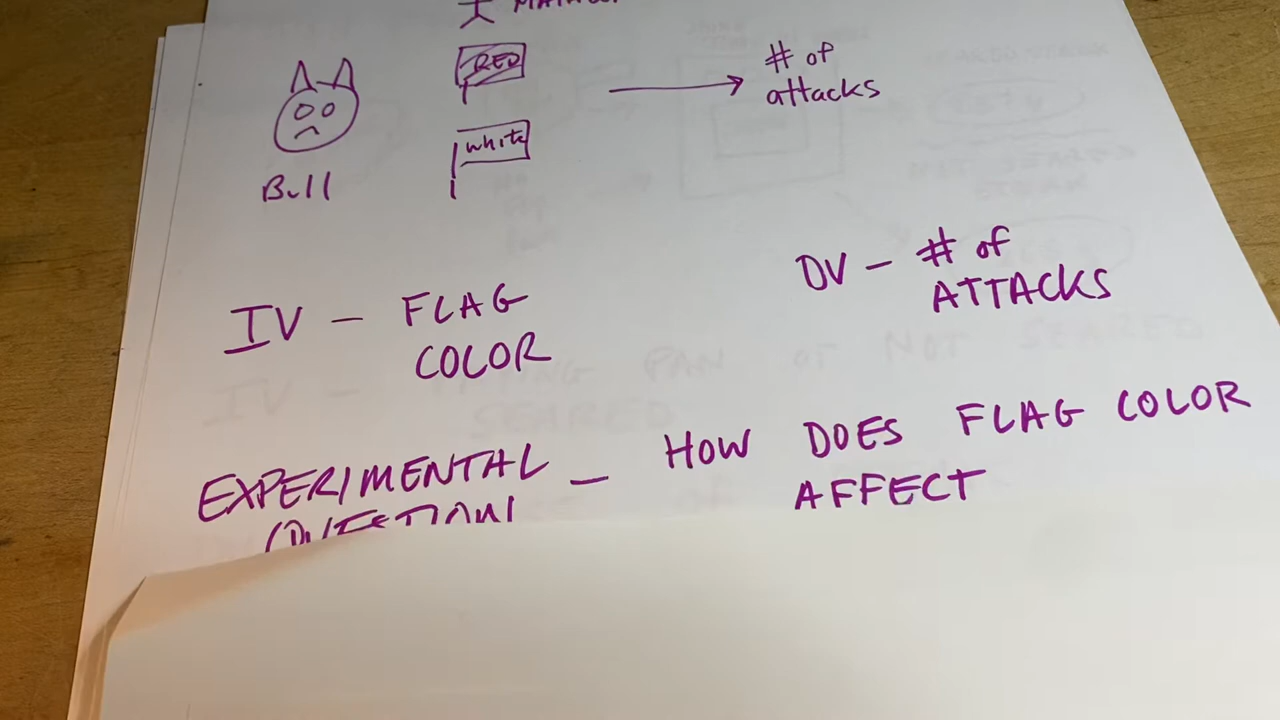 RED
# of
attacks
white
Bull
IV - FLAG
COLOR
DV - # of
ATTACKS
EXPERIMENTAL - HOW DOES FLAG COLOR
AFFECT